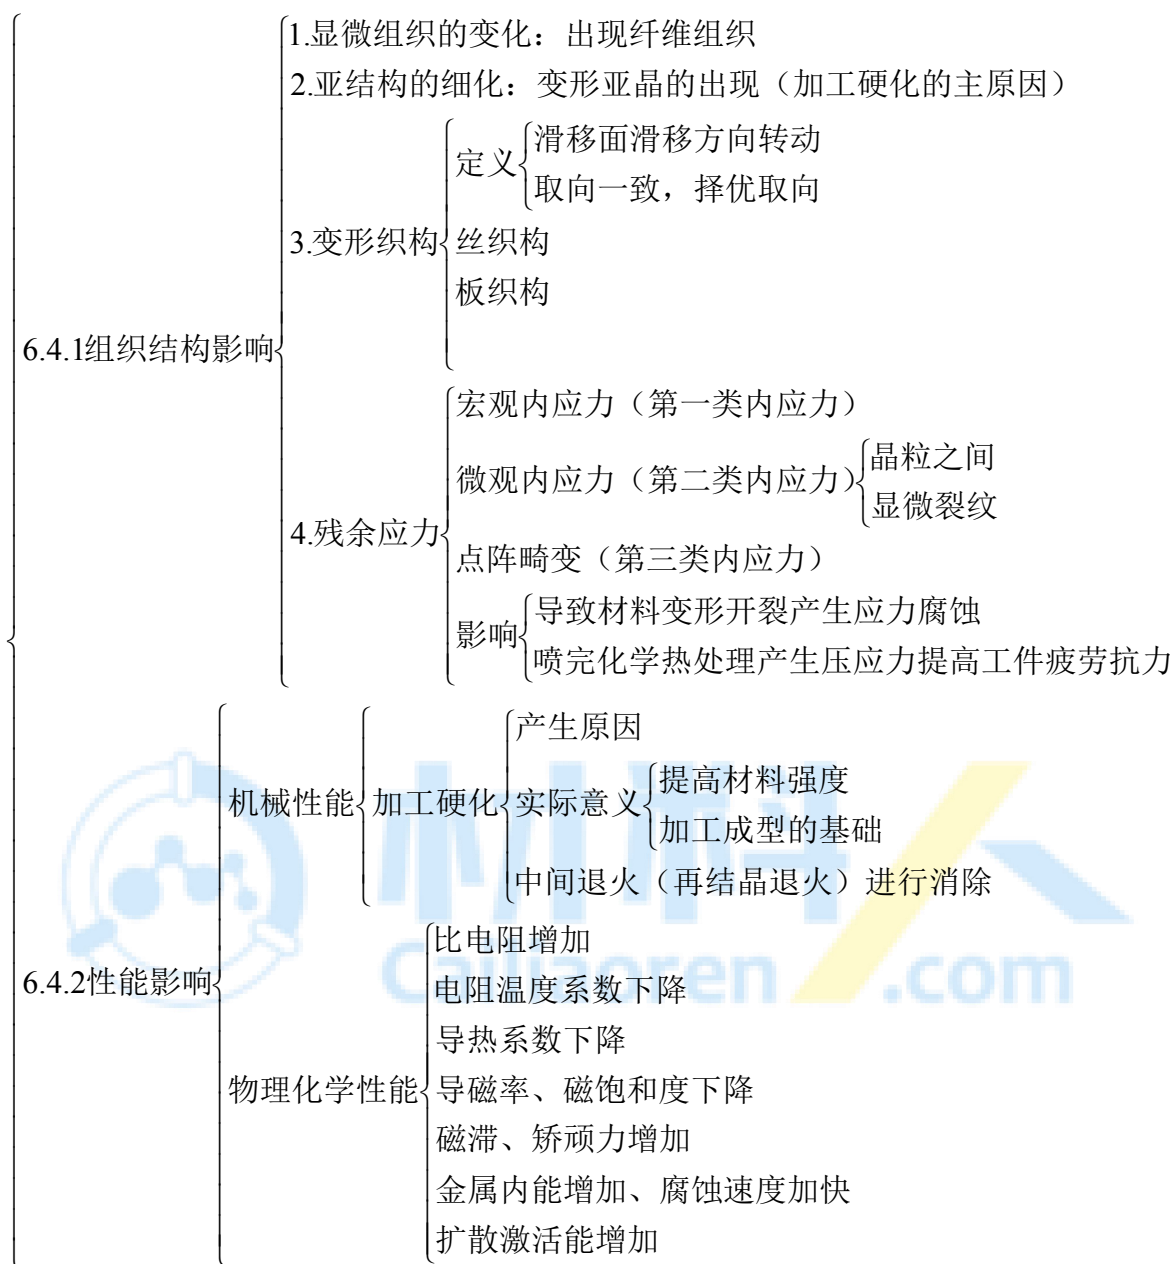 6.4.1组织结构影响
1.显微组织的变化：出现纤维组织
2.亚结构的细化：变形亚晶的出现（加工硬化的主原因）
3.变形织构
定义
滑移面滑移方向转动
取向一致，择优取向
丝织构
板织构
4.残余应力
宏观内应力（第一类内应力）
微观内应力（第二类内应力）
晶粒之间
显微裂纹
点阵畸变（第三类内应力）
影响
导致材料变形开裂产生应力腐蚀
喷完化学热处理产生压应力提高工件疲劳抗力
6.4.2性能影响
机械性能
加工硬化
产生原因
实际意义
提高材料强度
加工成型的基础
中间退火（再结晶退火）进行消除
物理化学性能
比电阻增加
电阻温度系数下降
导热系数下降
导磁率、磁饱和度下降
磁滞、矫顽力增加
金属内能增加、腐蚀速度加快
扩散激活能增加
材料人
Cailiaoren.com